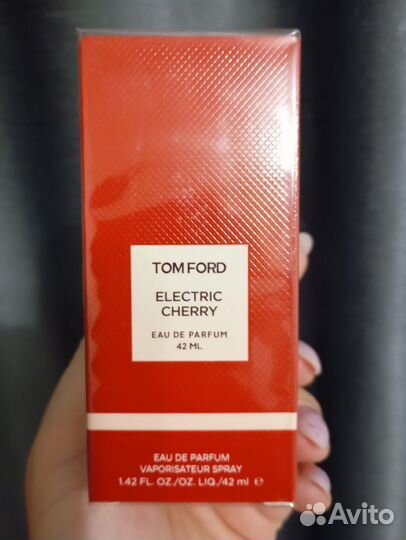 TOM FORD
ELECTRIC
CHERRY
EAU DE PARFUM
42 ML
EAU DE PARFUM
VAPORISATEUR SPRAY
1.42 FL. OZ./OZ. LIQ./42 ml ℮
Avito